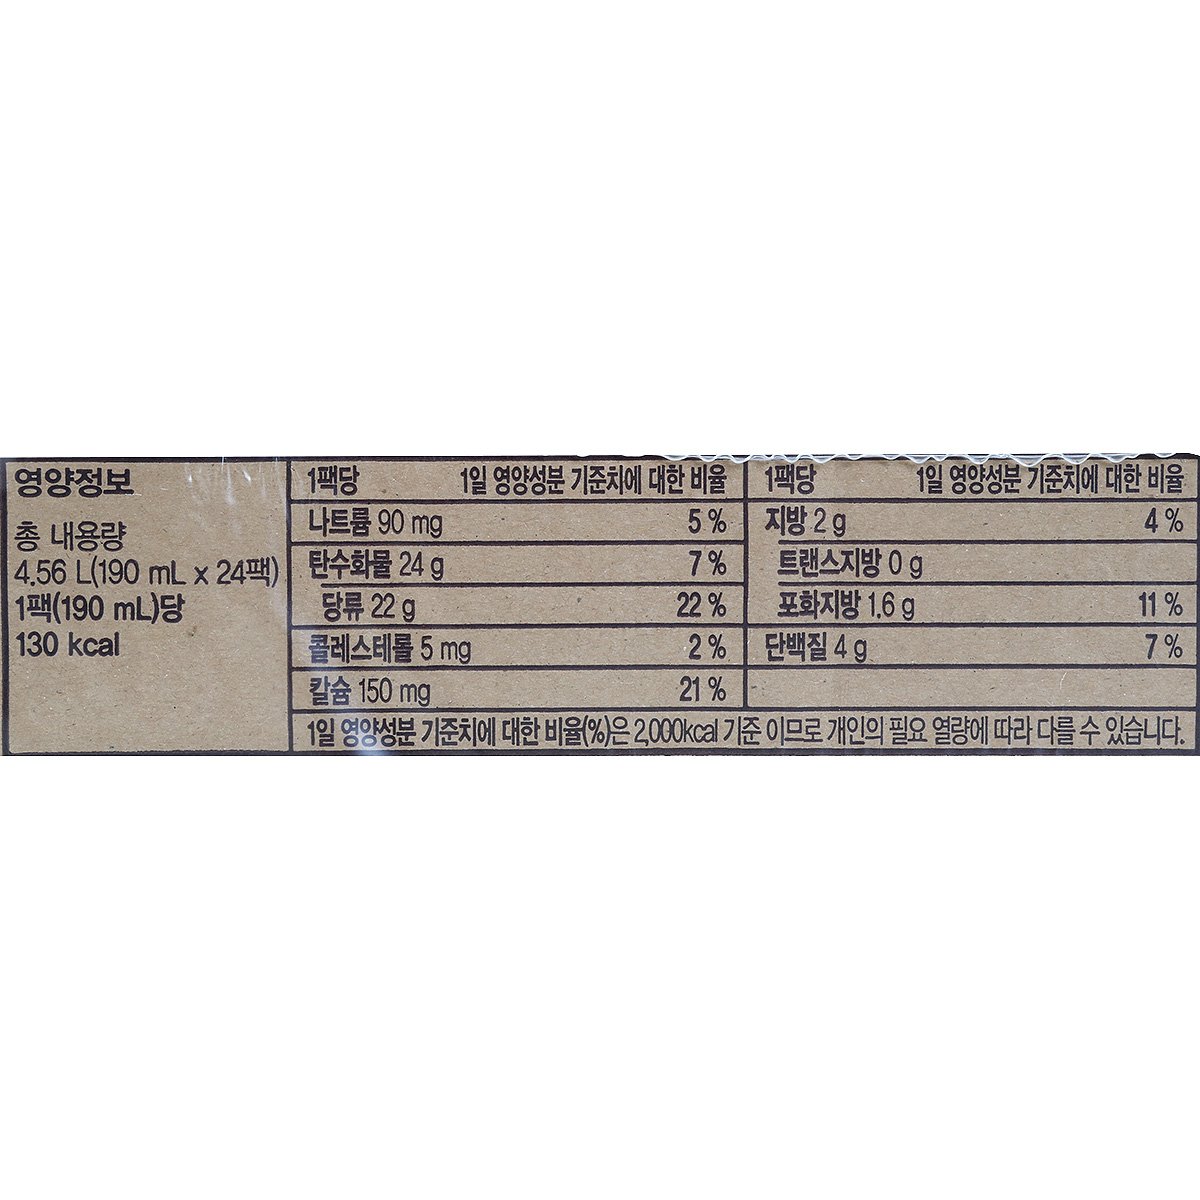 영양정보
총 내용량
4.56 L(190 mL x 24팩)
1팩(190 mL)당
130 kcal
1팩당 1일 영양성분 기준치에 대한 비율
나트륨 90 mg 5 %
탄수화물 24 g 7 %
당류 22 g 22 %
콜레스테롤 5 mg 2 %
칼슘 150 mg 21 %
1팩당 1일 영양성분 기준치에 대한 비율
지방 2 g 4 %
트랜스지방 0 g
포화지방 1.6 g 11 %
단백질 4 g 7 %
1일 영양성분 기준치에 대한 비율(%)은 2,000kcal 기준 이므로 개인의 필요 열량에 따라 다를 수 있습니다.